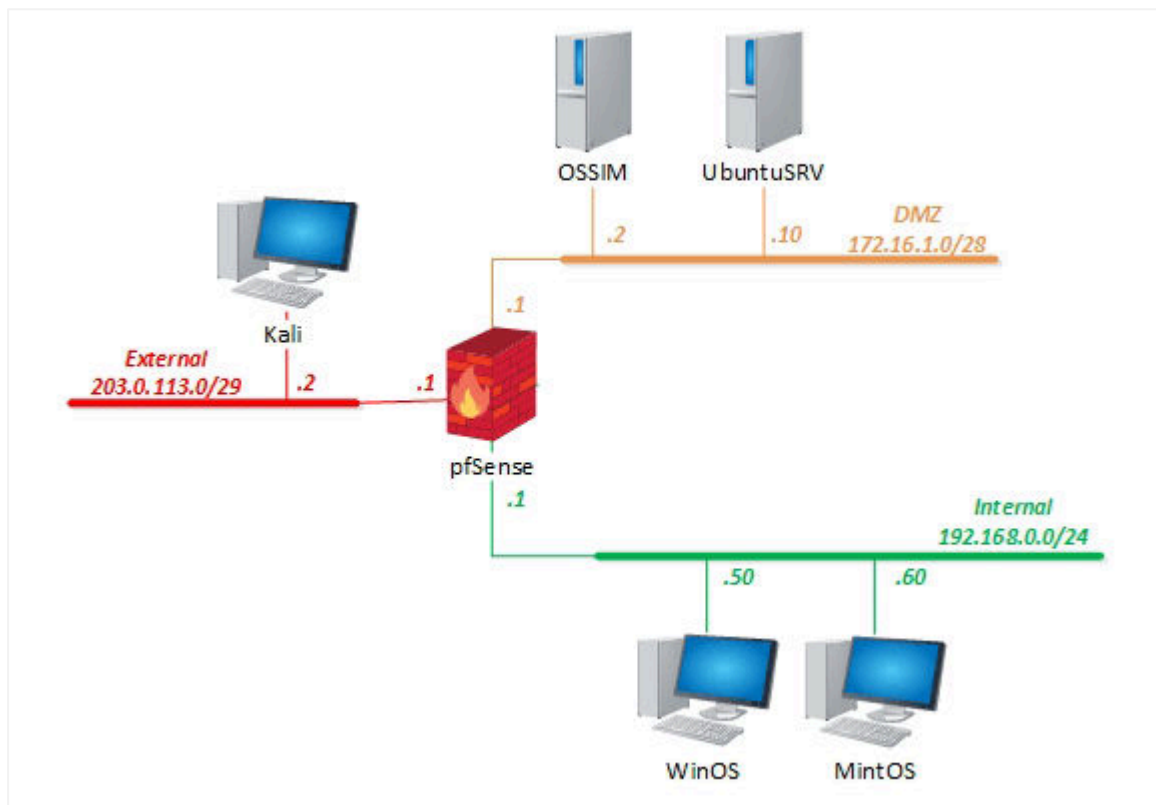 OSSIM
UbuntuSRV
DMZ
172.16.1.0/28
.2
.10
.1
Kali
External
203.0.113.0/29
.2
.1
pfSense
.1
Internal
192.168.0.0/24
.50
.60
WinOS
MintOS